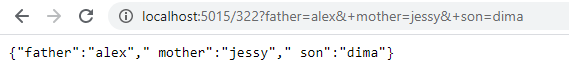 localhost:5015/322?father=alex&+mother=jessy&+son=dima
{"father":"alex"," mother":"jessy"," son":"dima"}